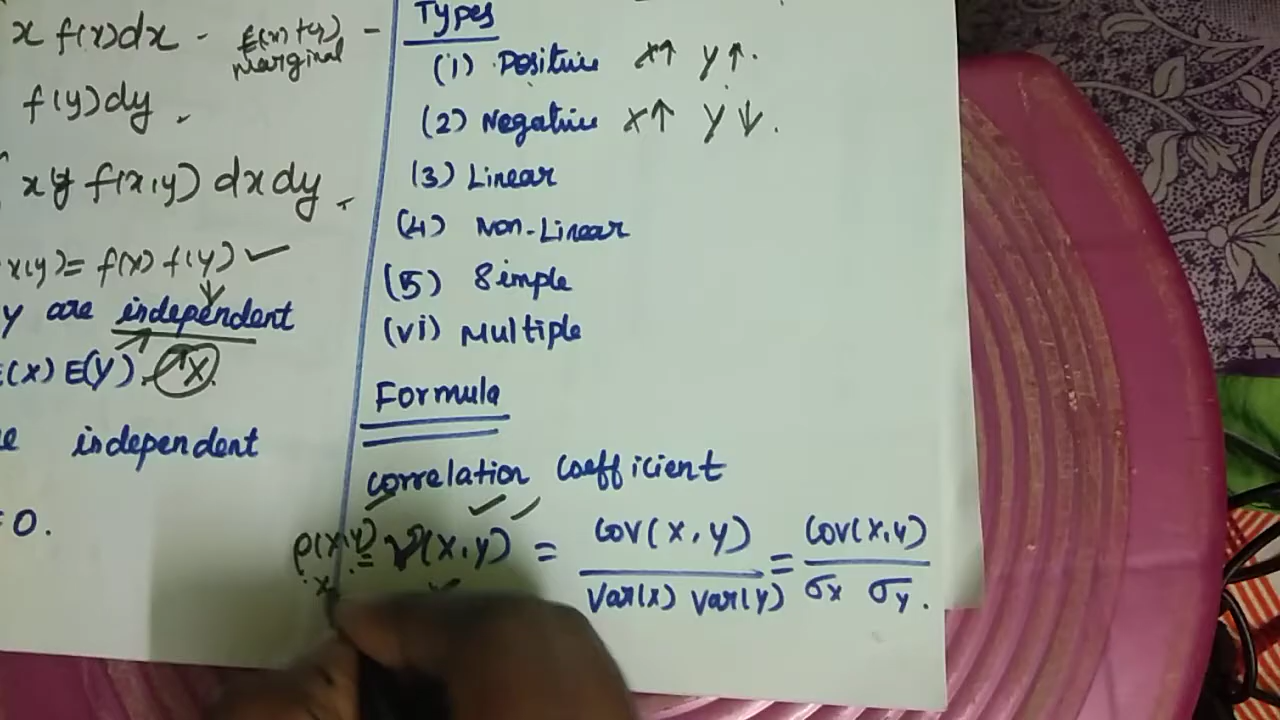 x f(x)dx - E(x) + y) -
marginal
f(y)dy.
xy f(x,y) dxdy.
x(y)= f(x) f(y) ✓
y are independent
E(x) E(y). X.
independent
= 0.
Types
(1) Positive x↑ y↑.
(2) Negative x↑ y↓.
(3) Linear
(4) Non-Linear
(5) Simple
(vi) Multiple
Formula
Correlation Coefficient
ρ(x,y) = r(x,y) = Cov(x,y) / Var(x) Var(y) = Cov(x,y) / σx σy.